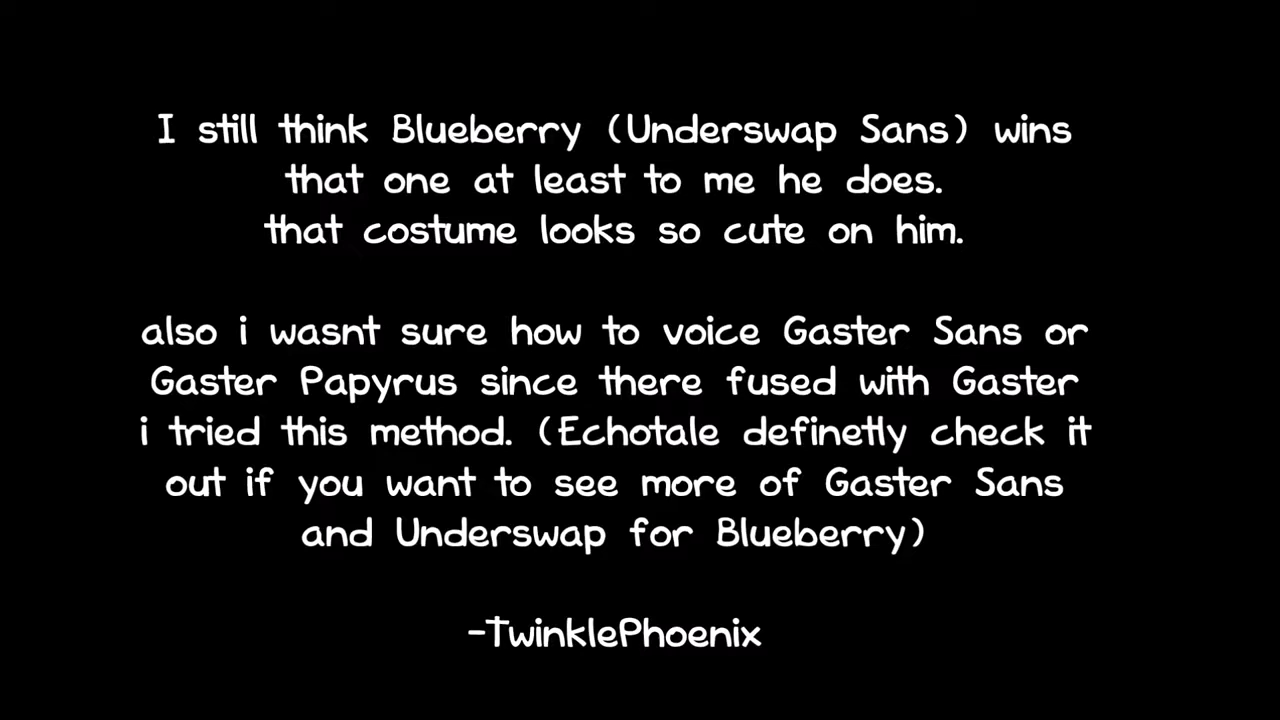 I still think Blueberry (Underswap Sans) wins
that one at least to me he does.
that costume looks so cute on him.
also i wasnt sure how to voice Gaster Sans or
Gaster Papyrus since there fused with Gaster
i tried this method. (Echotale definetly check it
out if you want to see more of Gaster Sans
and Underswap for Blueberry)
-TwinklePhoenix